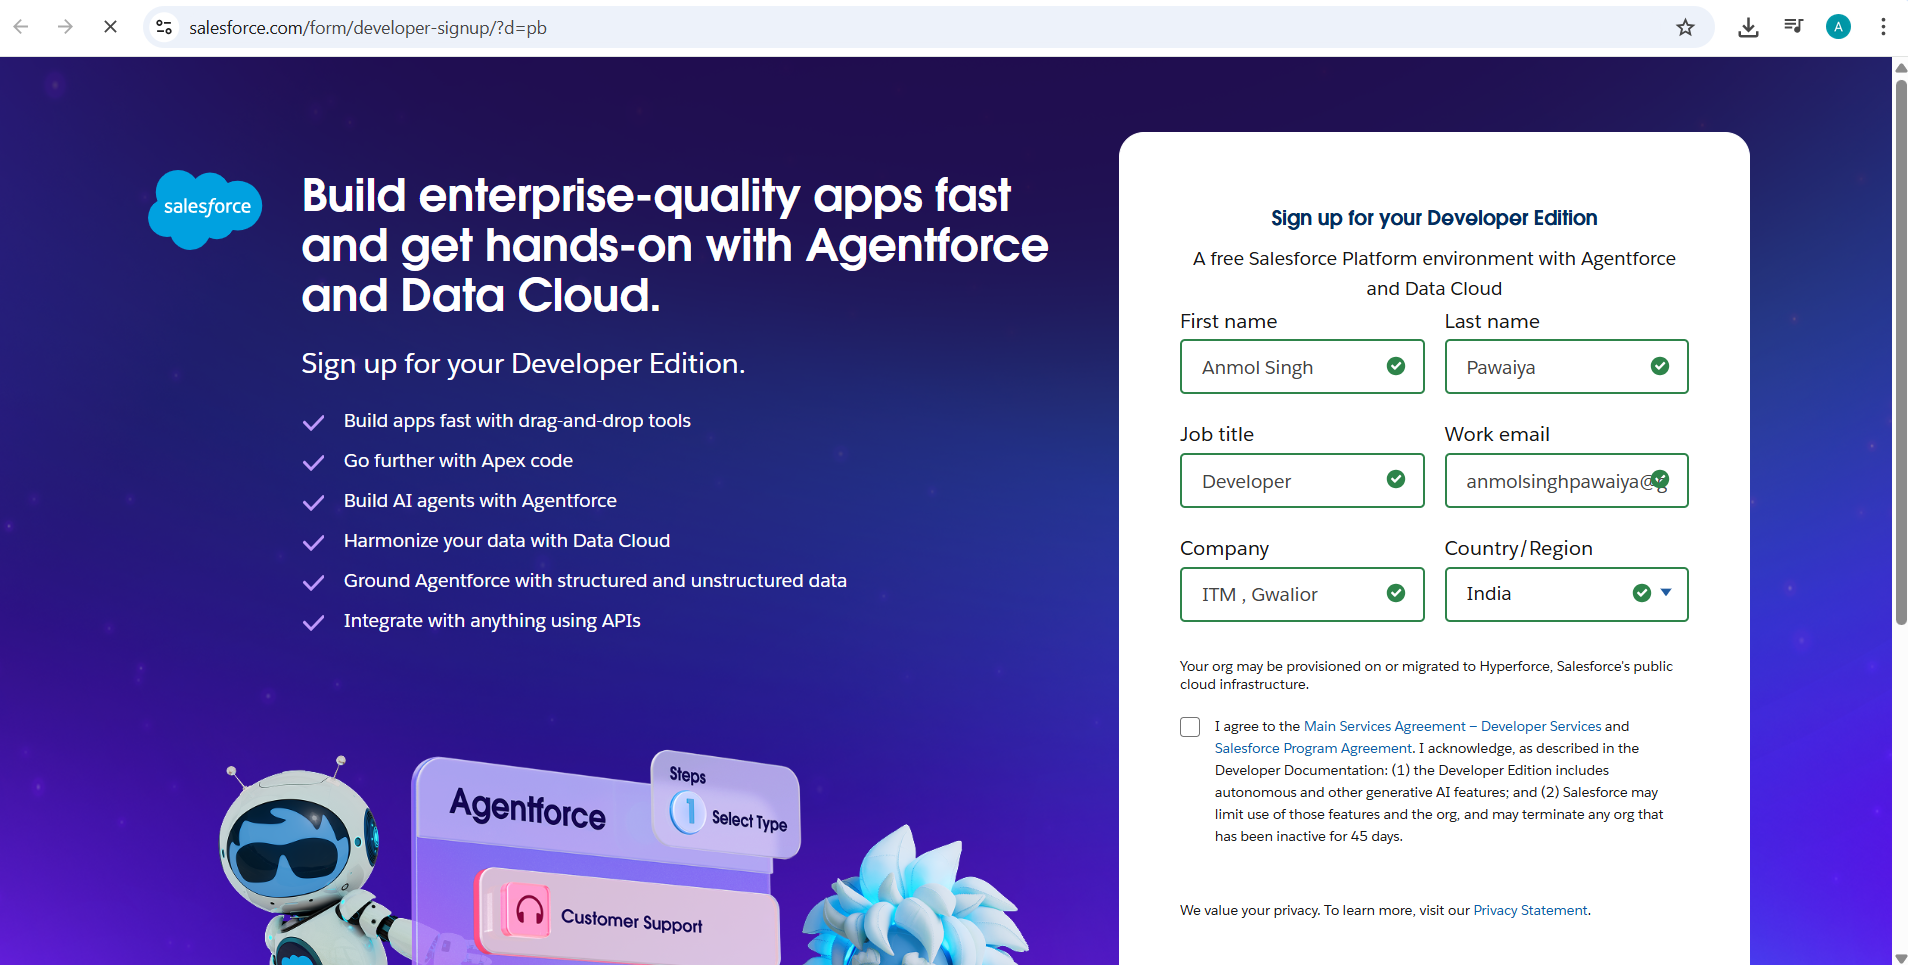 salesforce.com/form/developer-signup/?d=pb
A
salesforce
Build enterprise-quality apps fast
and get hands-on with Agentforce
and Data Cloud.
Sign up for your Developer Edition.
Build apps fast with drag-and-drop tools
Go further with Apex code
Build AI agents with Agentforce
Harmonize your data with Data Cloud
Ground Agentforce with structured and unstructured data
Integrate with anything using APIs
Agentforce
Steps
1 Select Type
Customer Support
Sign up for your Developer Edition
A free Salesforce Platform environment with Agentforce
and Data Cloud
First name Last name
Anmol Singh Pawaiya
Job title Work email
Developer anmolsinghpawaiya@g
Company Country/Region
ITM , Gwalior India
Your org may be provisioned on or migrated to Hyperforce, Salesforce's public
cloud infrastructure.
I agree to the Main Services Agreement – Developer Services and
Salesforce Program Agreement. I acknowledge, as described in the
Developer Documentation: (1) the Developer Edition includes
autonomous and other generative AI features; and (2) Salesforce may
limit use of those features and the org, and may terminate any org that
has been inactive for 45 days.
We value your privacy. To learn more, visit our Privacy Statement.